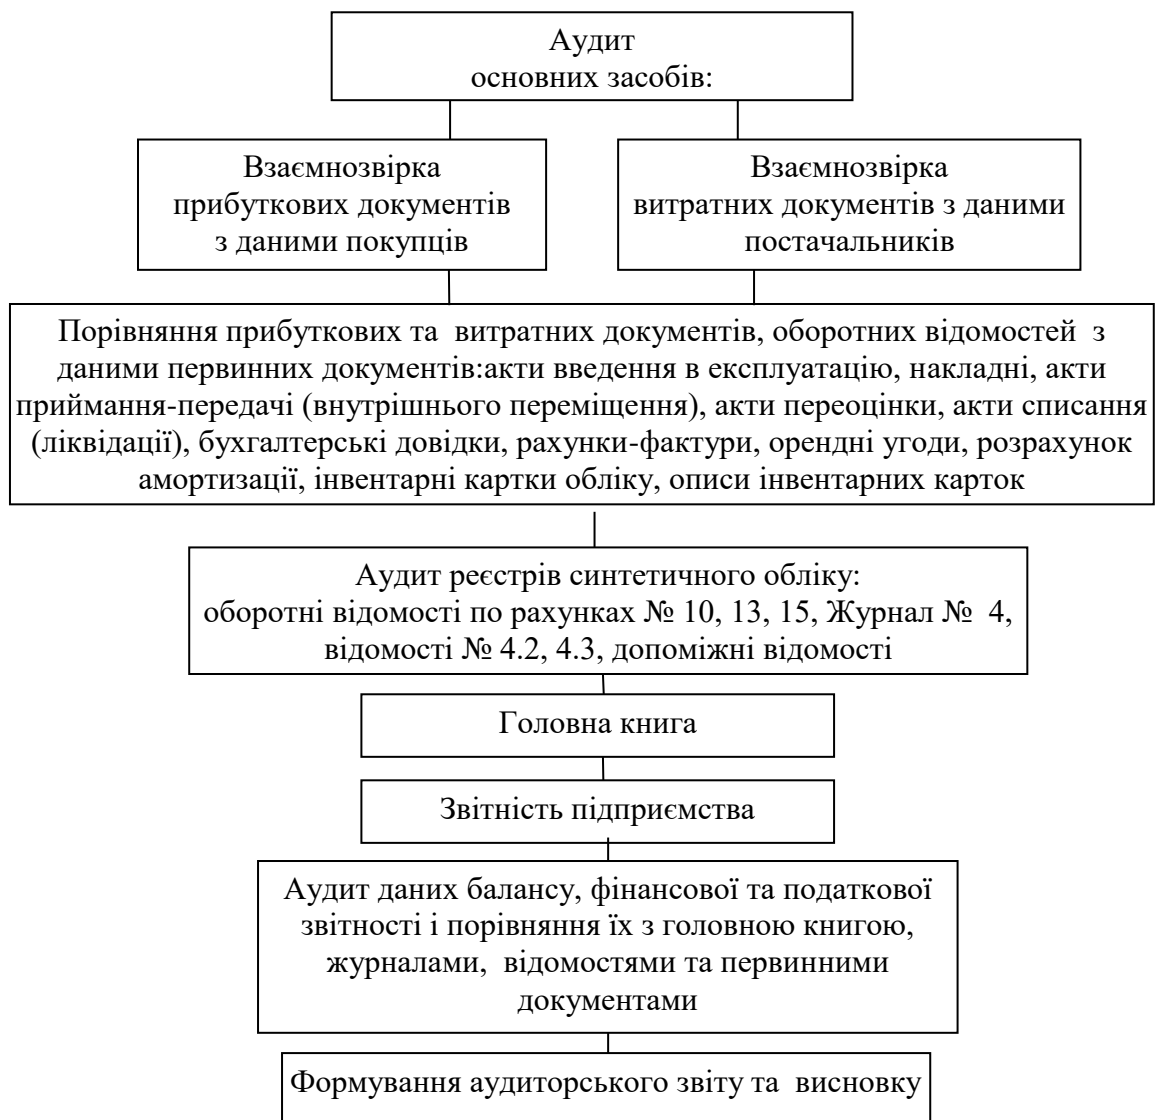 Аудит
основних засобів:
Взаємнозвірка
прибуткових документів
з даними покупців
Взаємнозвірка
витратних документів з даними
постачальників
Порівняння прибуткових та витратних документів, оборотних відомостей з
даними первинних документів:акти введення в експлуатацію, накладні, акти
приймання-передачі (внутрішнього переміщення), акти переоцінки, акти списання
(ліквідації), бухгалтерські довідки, рахунки-фактури, орендні угоди, розрахунок
амортизації, інвентарні картки обліку, описи інвентарних карток
Аудит реєстрів синтетичного обліку:
оборотні відомості по рахунках № 10, 13, 15, Журнал № 4,
відомості № 4.2, 4.3, допоміжні відомості
Головна книга
Звітність підприємства
Аудит даних балансу, фінансової та податкової
звітності і порівняння їх з головною книгою,
журналами, відомостями та первинними
документами
Формування аудиторського звіту та висновку